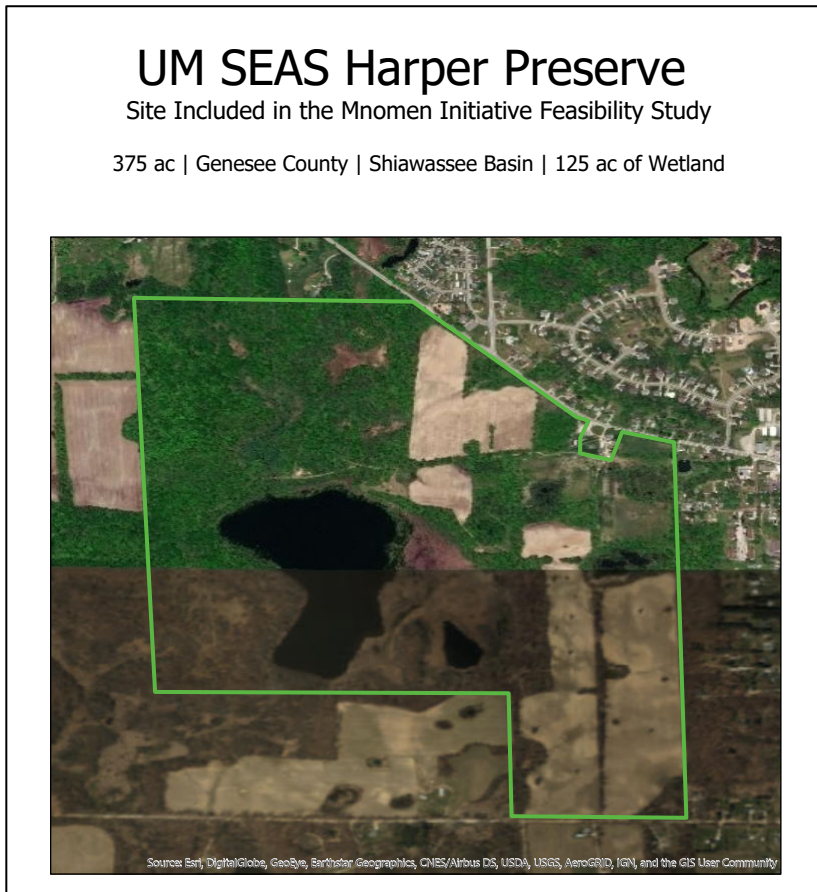 UM SEAS Harper Preserve
Site Included in the Mnomen Initiative Feasibility Study
375 ac | Genesee County | Shiawassee Basin | 125 ac of Wetland
Source: Esri, DigitalGlobe, GeoEye, Earthstar Geographics, CNES/Airbus DS, USDA, USGS, AeroGRID, IGN, and the GIS User Community